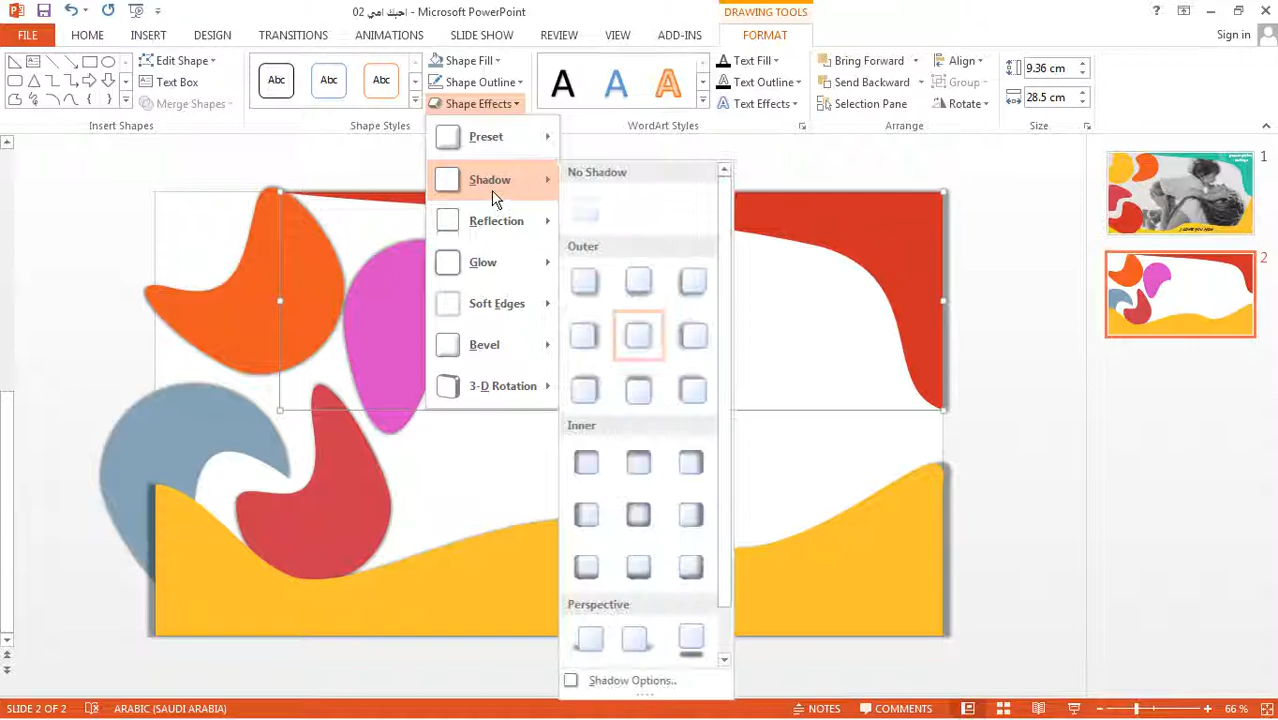 احبك امي 02 - Microsoft PowerPoint
DRAWING TOOLS
FILE HOME INSERT DESIGN TRANSITIONS ANIMATIONS SLIDE SHOW REVIEW VIEW ADD-INS FORMAT Sign in
Edit Shape
Text Box
Merge Shapes
Insert Shapes
Abc Abc Abc
Shape Fill
Shape Outline
Shape Effects
Shape Styles
A A A
Text Fill
Text Outline
Text Effects
WordArt Styles
Bring Forward
Send Backward
Selection Pane
Align
Group
Rotate
Arrange
9.36 cm
28.5 cm
Size
Preset
Shadow
Reflection
Glow
Soft Edges
Bevel
3-D Rotation
No Shadow
Outer
Inner
Perspective
Shadow Options..
1
I LOVE YOU MOM
2
SLIDE 2 OF 2 ARABIC (SAUDI ARABIA) NOTES COMMENTS 66 %